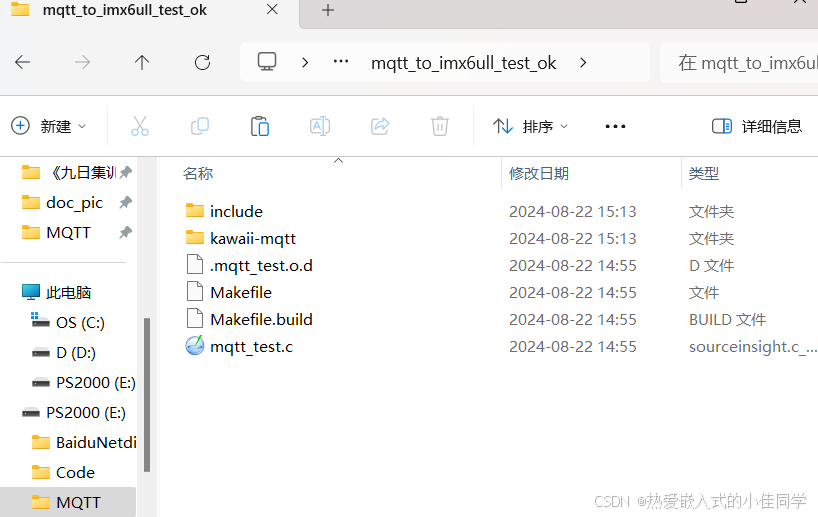 mqtt_to_imx6ull_test_ok
mqtt_to_imx6ull_test_ok
在 mqtt_to_imx6ul
新建
排序
详细信息
名称 修改日期 类型
《九日集训
doc_pic
MQTT
此电脑
OS (C:)
D (D:)
PS2000 (E:)
PS2000 (E:)
BaiduNetdi
Code
MQTT
include 2024-08-22 15:13 文件夹
kawaii-mqtt 2024-08-22 15:13 文件夹
.mqtt_test.o.d 2024-08-22 14:55 D 文件
Makefile 2024-08-22 14:55 文件
Makefile.build 2024-08-22 14:55 BUILD 文件
mqtt_test.c 2024-08-22 14:55 sourceinsight.c_...
CSDN @热爱嵌入式的小佳同学